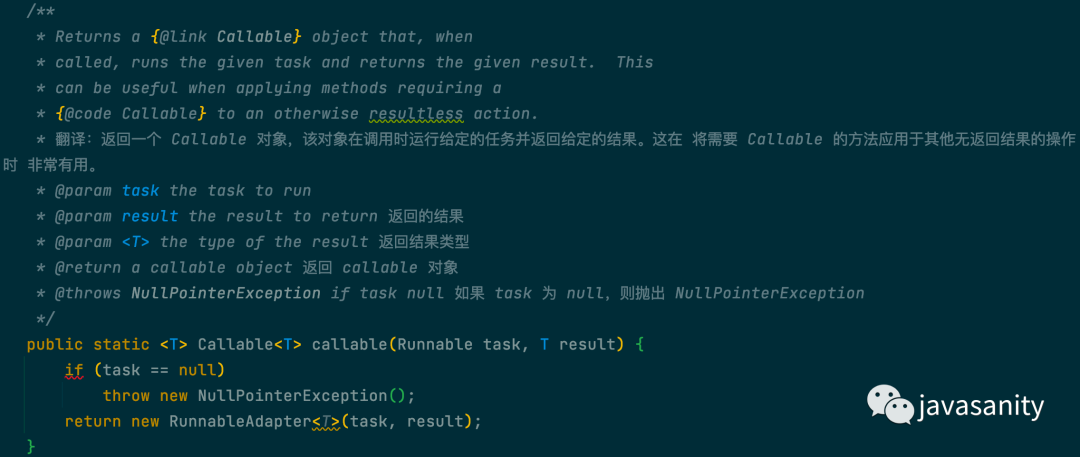 /**
* Returns a {@link Callable} object that, when
* called, runs the given task and returns the given result.  This
* can be useful when applying methods requiring a
* {@code Callable} to an otherwise resultless action.
* 翻译：返回一个 Callable 对象，该对象在调用时运行给定的任务并返回给定的结果。这在 将需要 Callable 的方法应用于其他无返回结果的操作
时 非常有用。
* @param task the task to run
* @param result the result to return 返回的结果
* @param <T> the type of the result 返回结果类型
* @return a callable object 返回 callable 对象
* @throws NullPointerException if task null 如果 task 为 null，则抛出 NullPointerException
*/
public static <T> Callable<T> callable(Runnable task, T result) {
if (task == null)
throw new NullPointerException();
return new RunnableAdapter<T>(task, result);
}
javasanity